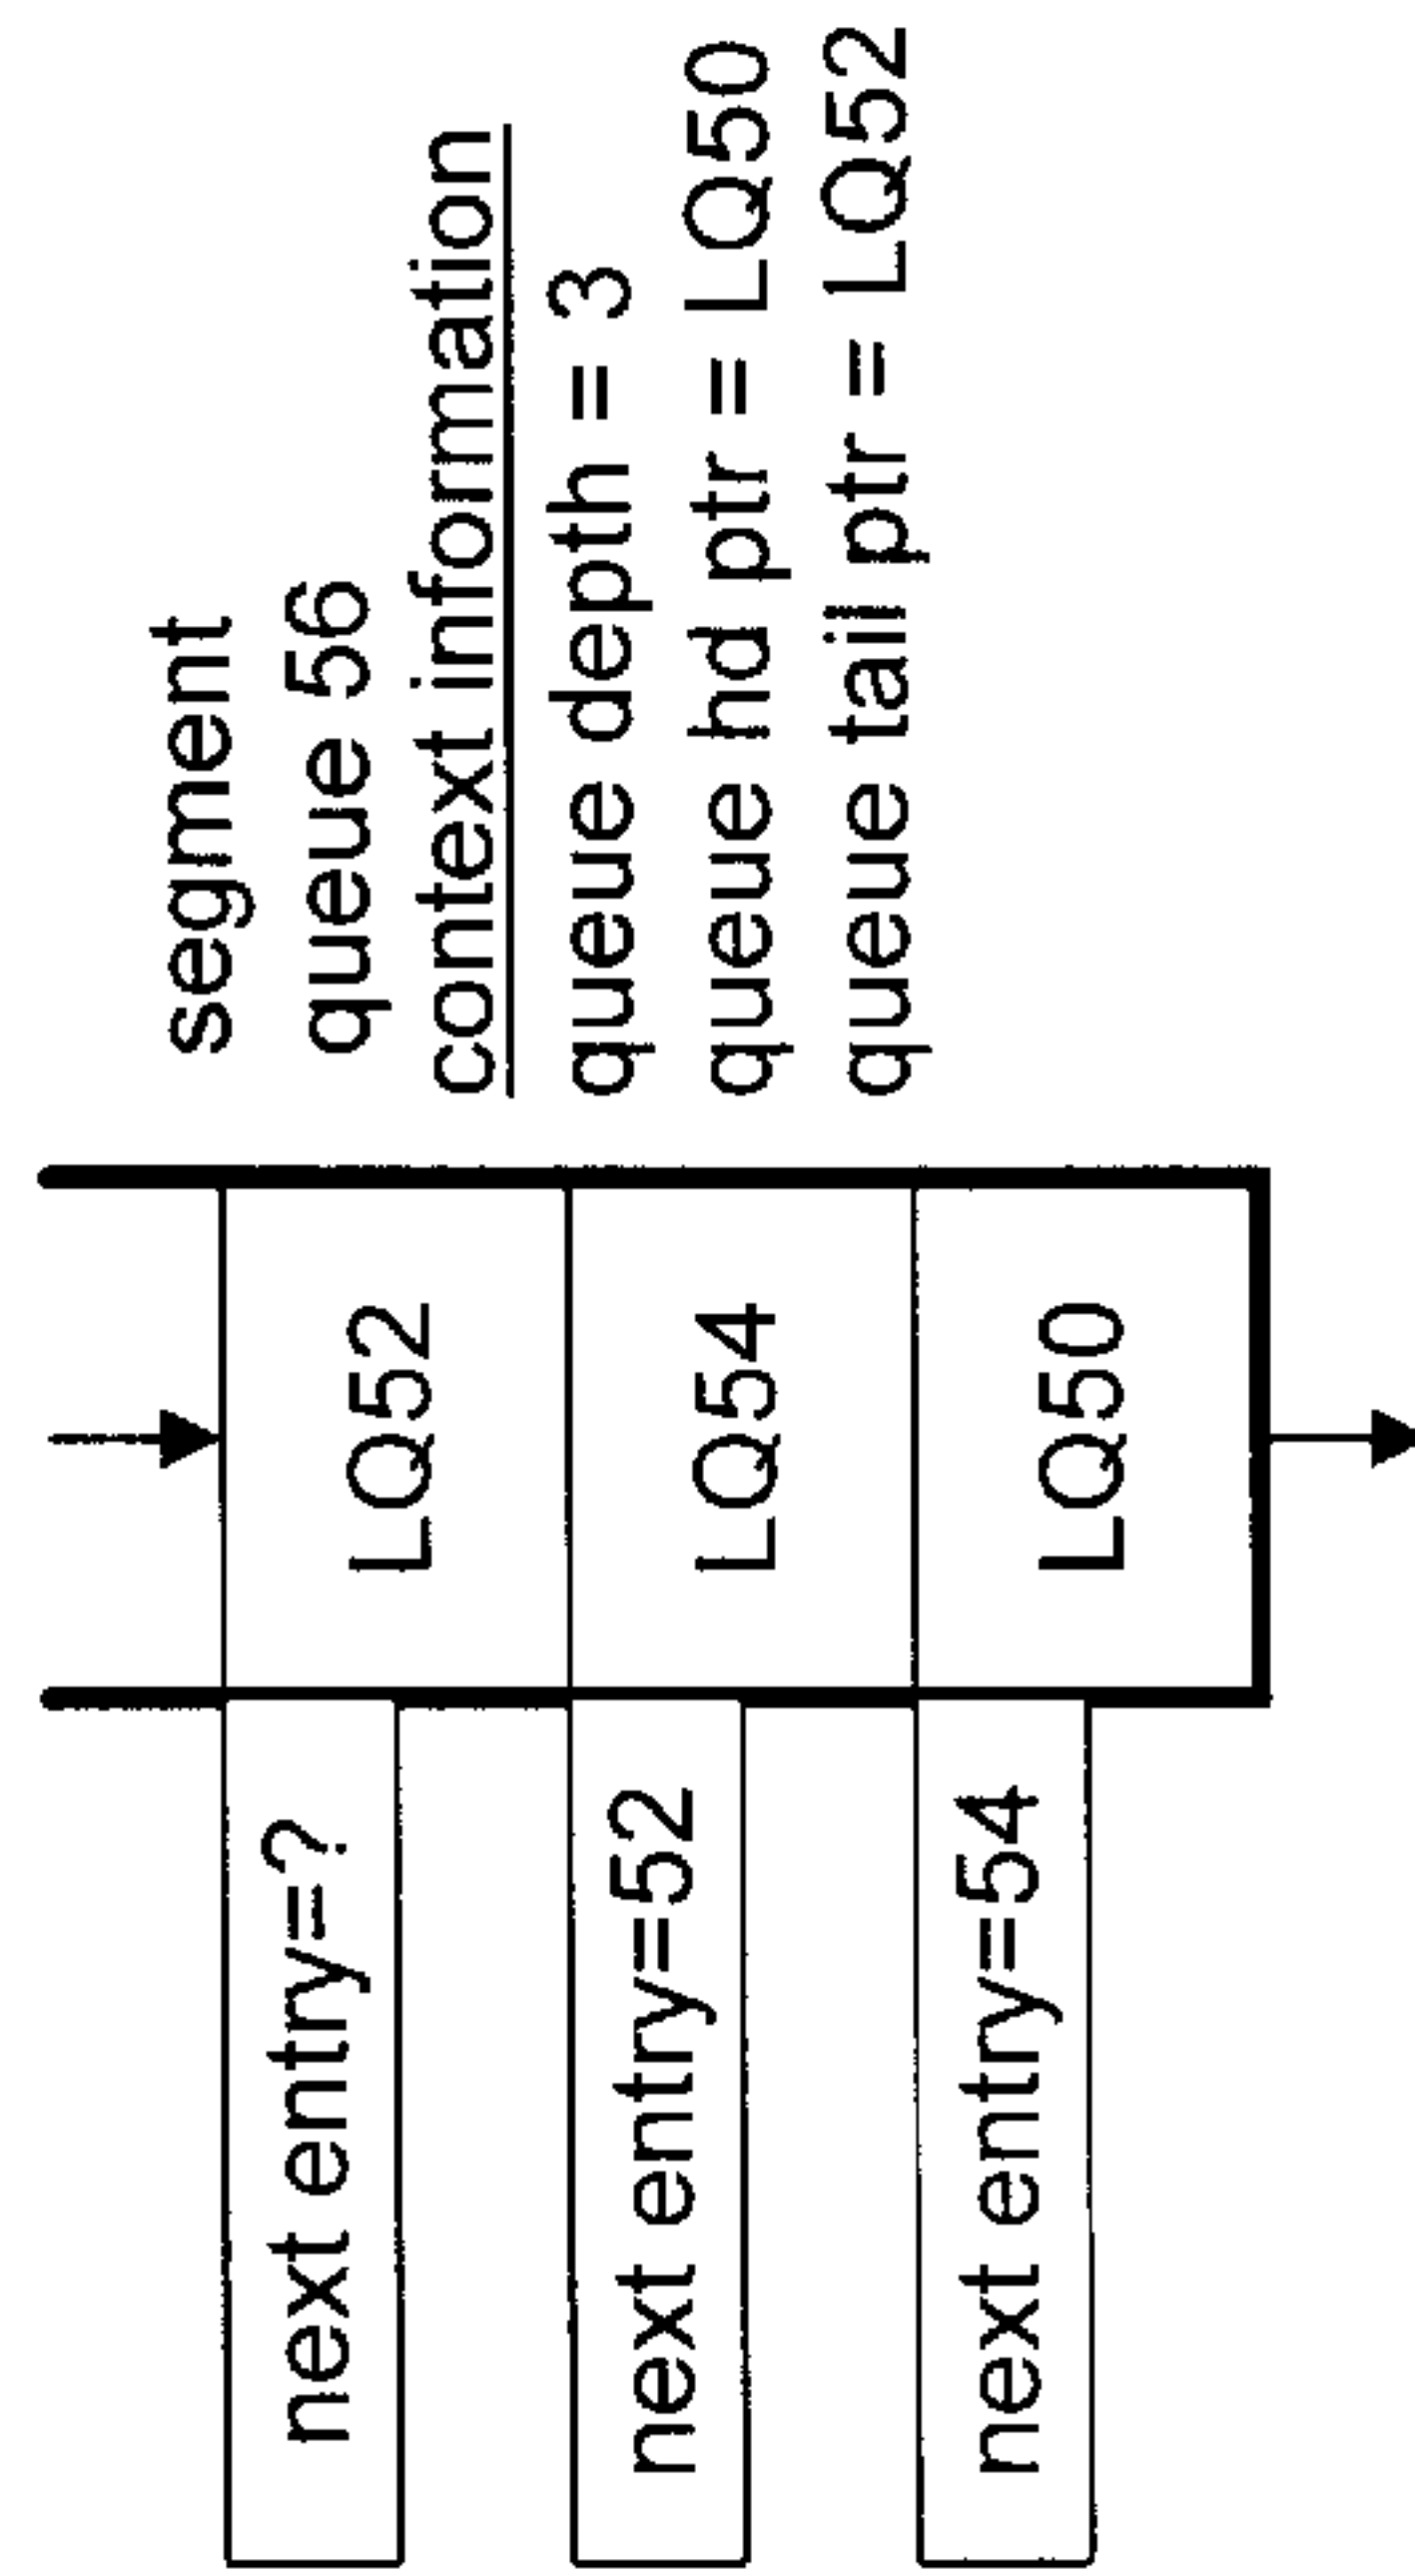 segment
queue 56
context information
queue depth = 3
queue hd ptr = LQ50
queue tail ptr = LQ52
LQ52
LQ54
LQ50
next entry=?
next entry=52
next entry=54